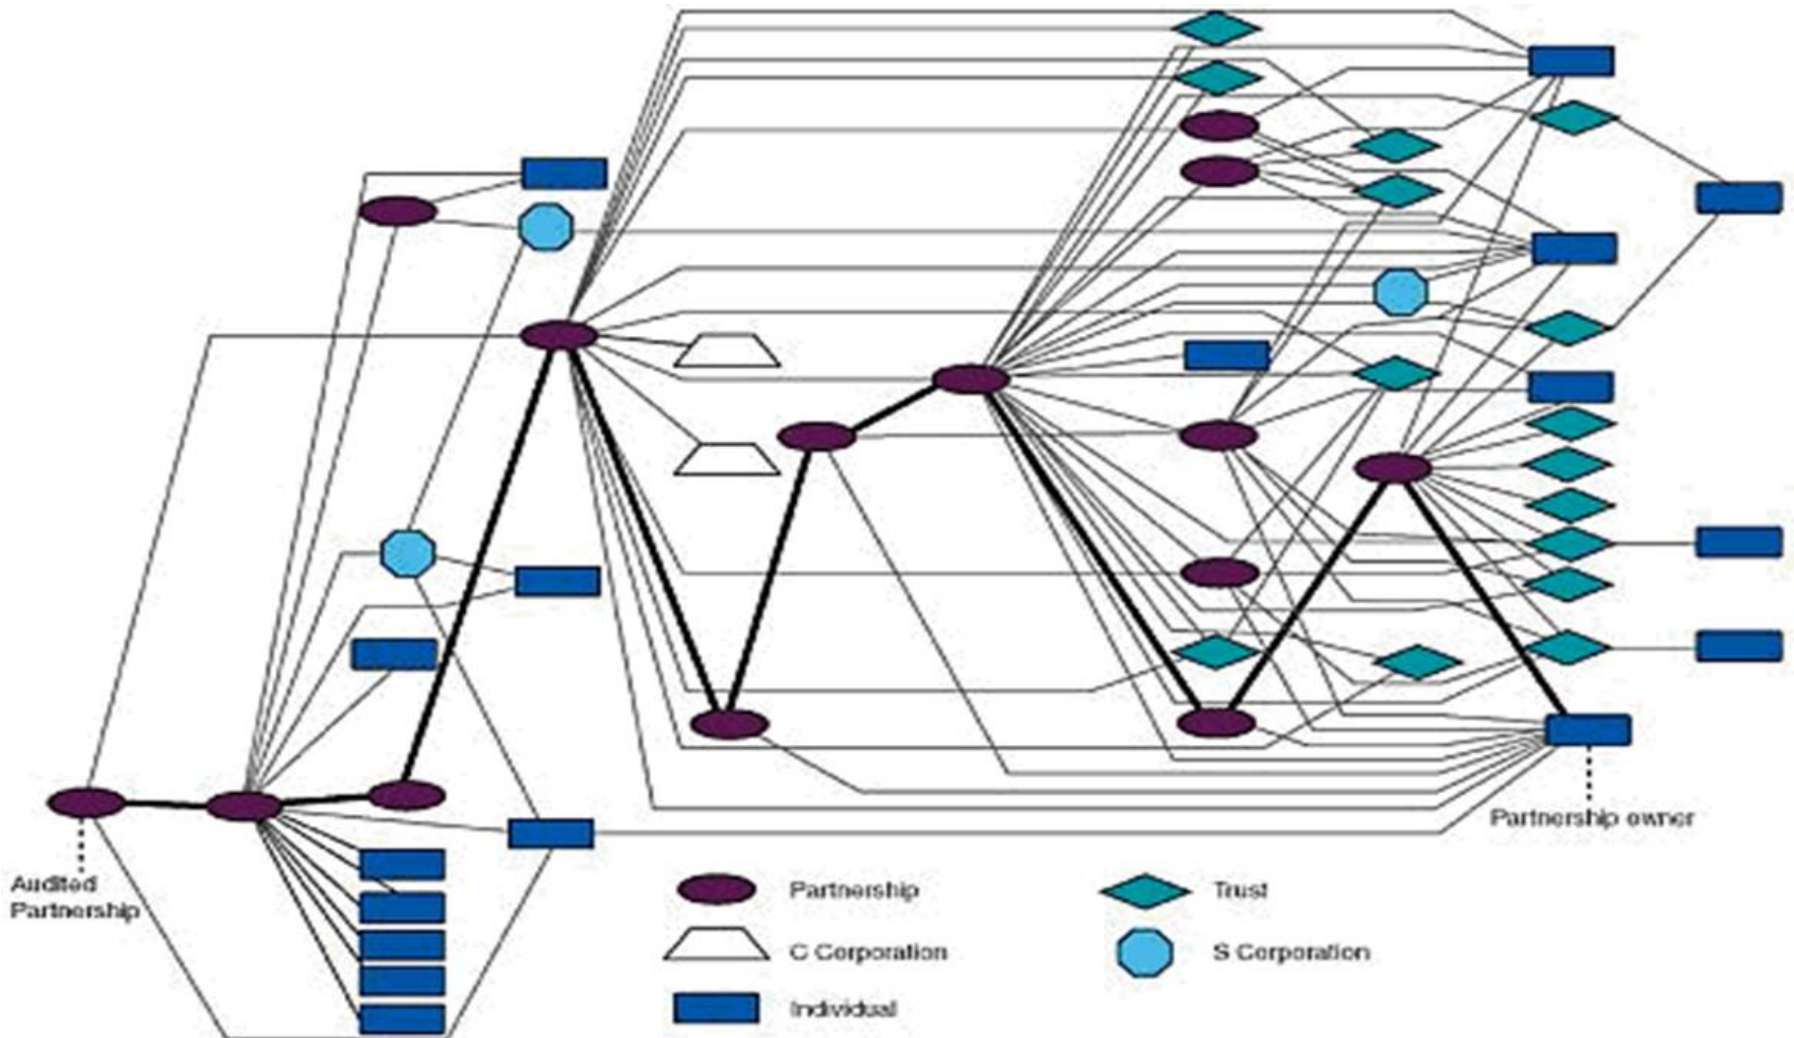 Partnership owner
Audited
Partnership
Partnership
Trust
C Corporation
S Corporation
Individual